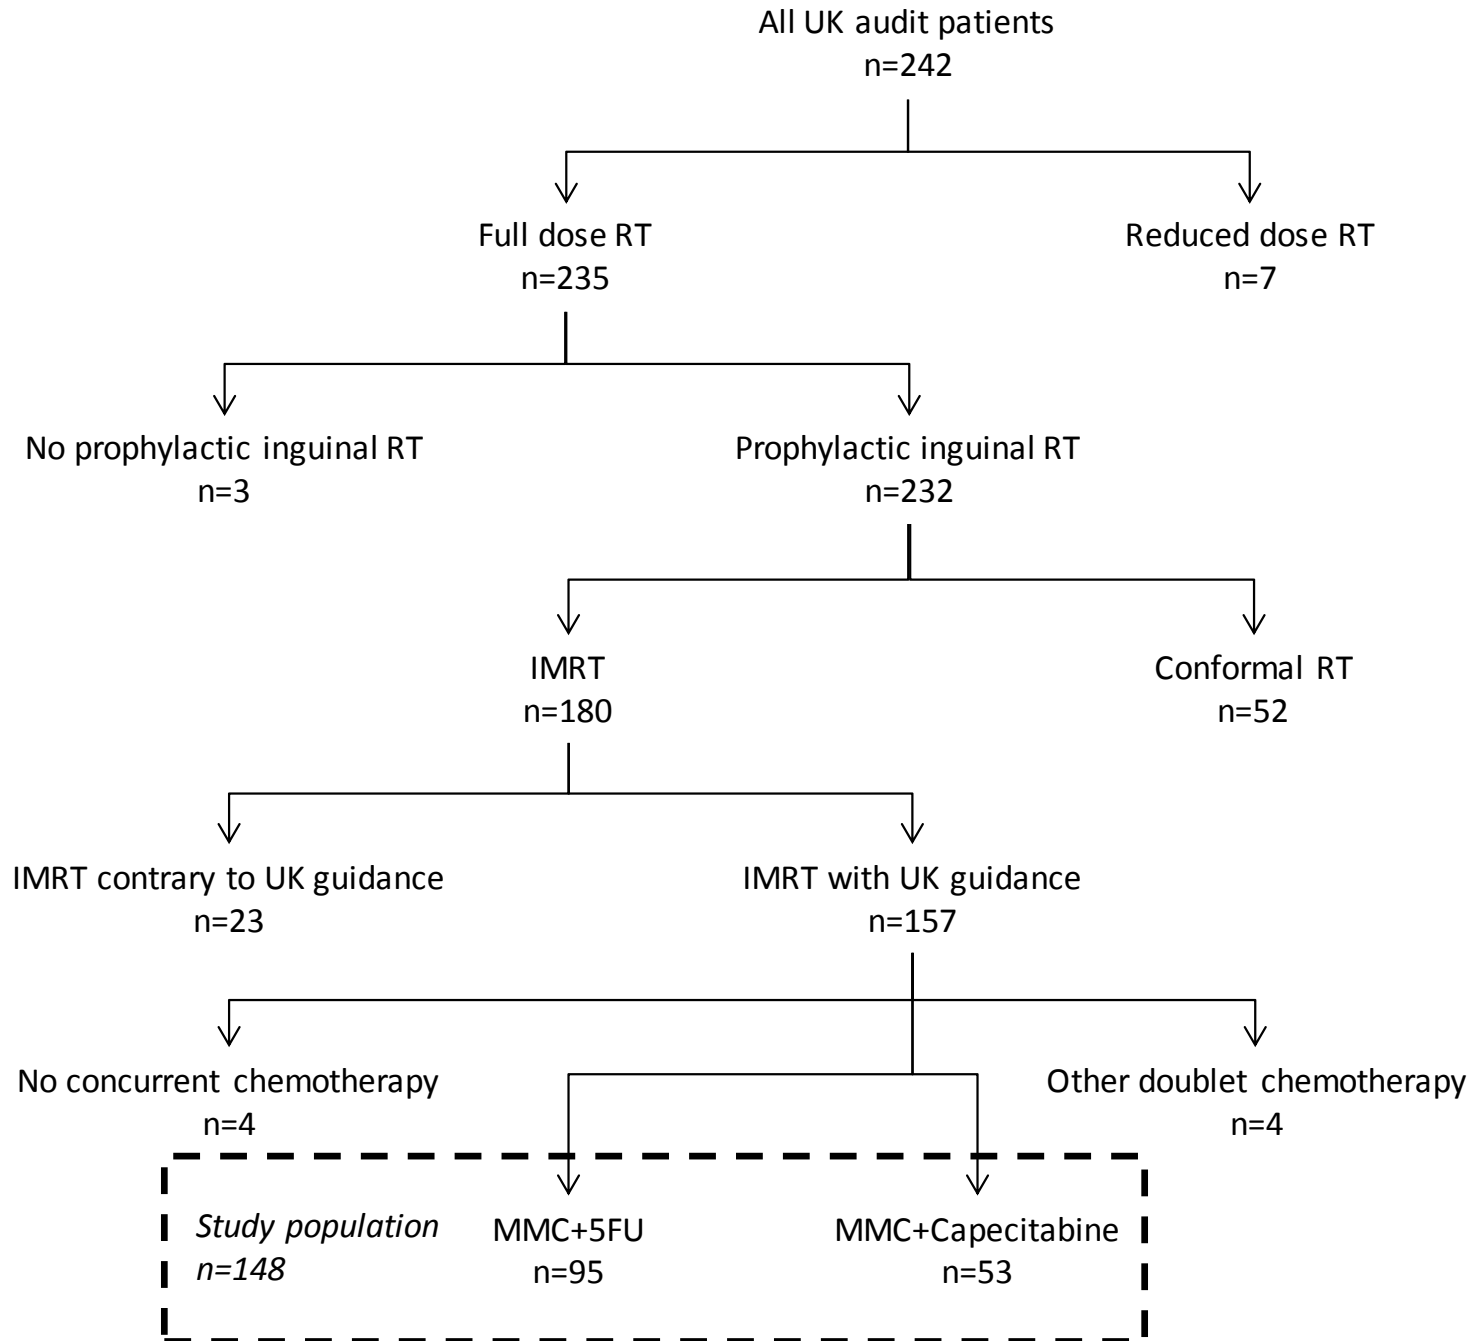 All UK audit patients
n=242
Full dose RT
n=235
Reduced dose RT
n=7
No prophylactic inguinal RT
n=3
Prophylactic inguinal RT
n=232
IMRT
n=180
Conformal RT
n=52
IMRT contrary to UK guidance
n=23
IMRT with UK guidance
n=157
No concurrent chemotherapy
n=4
Other doublet chemotherapy
n=4
Study population
n=148
MMC+5FU
n=95
MMC+Capecitabine
n=53